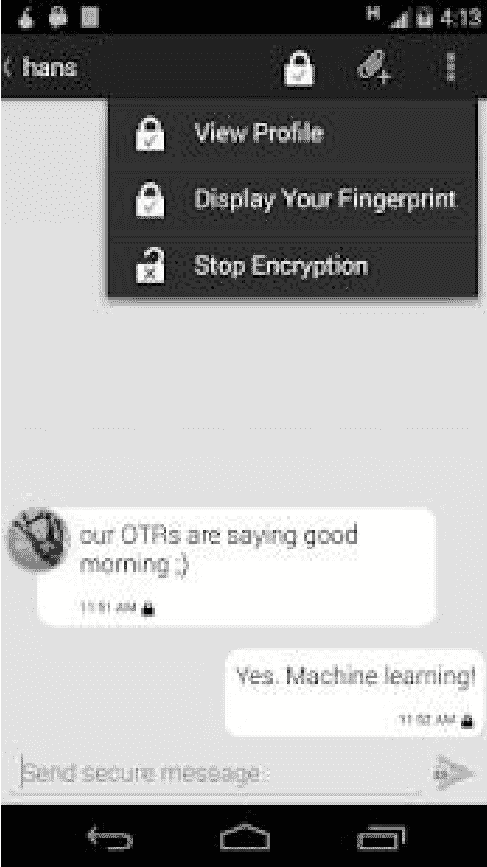 H 4:13
hans
View Profile
Display Your Fingerprint
Stop Encryption
our OTRs are saying good
morning ;)
11:51 AM
Yes. Machine learning!
11:52 AM
Send secure message